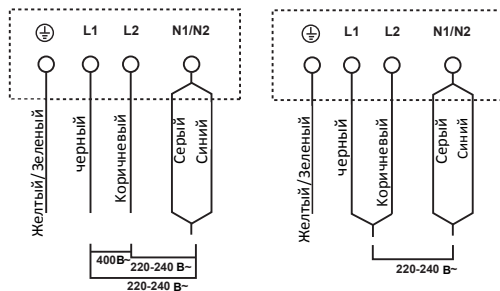 L1 L2 N1/N2
Желтый/Зеленый
черный
Коричневый
Серый
Синий
400В~
220-240 В~
220-240 В~
L1 L2 N1/N2
Желтый/Зеленый
черный
Коричневый
Серый
Синий
220-240 В~